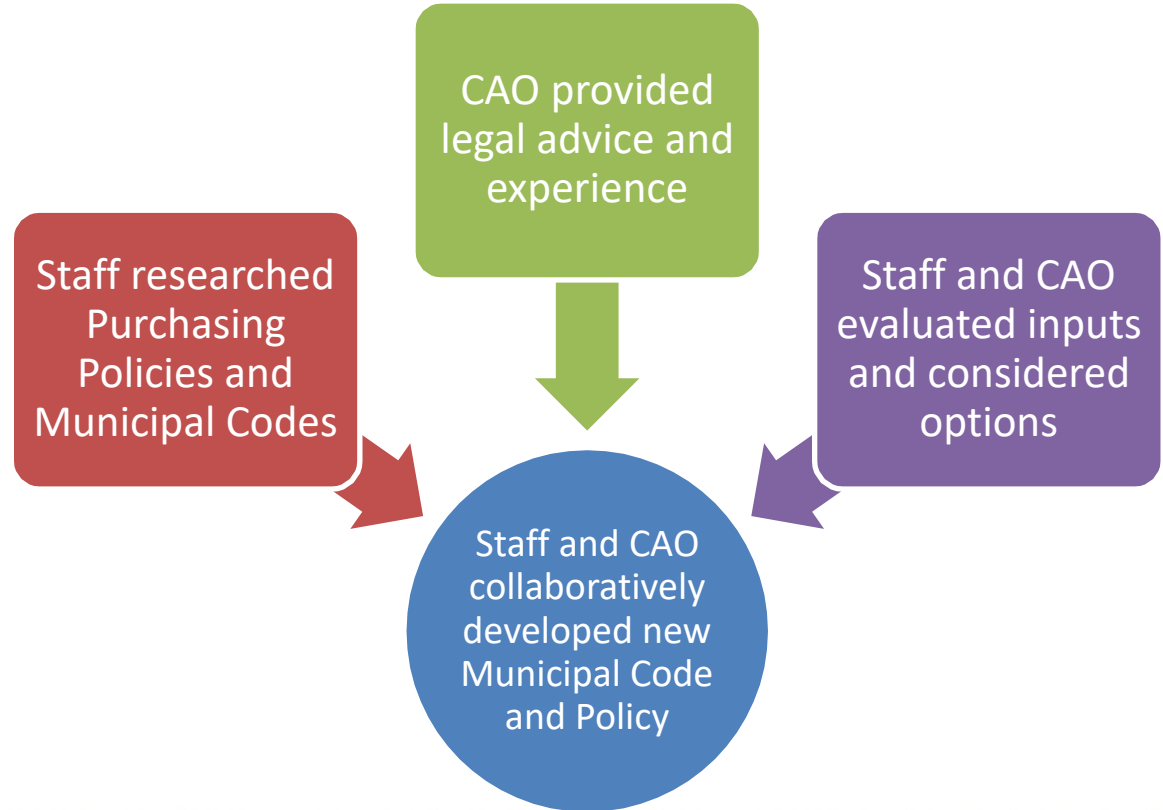 CAO provided
legal advice and
experience
Staff researched
Purchasing
Policies and
Municipal Codes
Staff and CAO
evaluated inputs
and considered
options
Staff and CAO
collaboratively
developed new
Municipal Code
and Policy